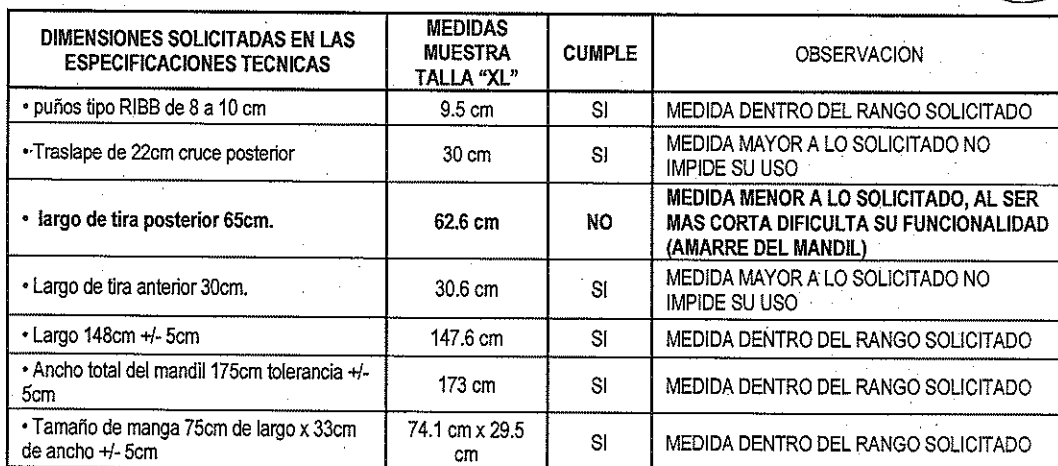 DIMENSIONES SOLICITADAS EN LAS
ESPECIFICACIONES TECNICAS
MEDIDAS
MUESTRA
TALLA "XL"
CUMPLE
OBSERVACION
• puños tipo RIBB de 8 a 10 cm
9.5 cm
SI
MEDIDA DENTRO DEL RANGO SOLICITADO
• Traslape de 22cm cruce posterior
30 cm
SI
MEDIDA MAYOR A LO SOLICITADO NO
IMPIDE SU USO
• largo de tira posterior 65cm.
62.6 cm
NO
MEDIDA MENOR A LO SOLICITADO, AL SER
MAS CORTA DIFICULTA SU FUNCIONALIDAD
(AMARRE DEL MANDIL)
• Largo de tira anterior 30cm.
30.6 cm
SI
MEDIDA MAYOR A LO SOLICITADO NO
IMPIDE SU USO
• Largo 148cm +/- 5cm
147.6 cm
SI
MEDIDA DENTRO DEL RANGO SOLICITADO
• Ancho total del mandil 175cm tolerancia +/-
5cm
173 cm
SI
MEDIDA DENTRO DEL RANGO SOLICITADO
• Tamaño de manga 75cm de largo x 33cm
de ancho +/- 5cm
74.1 cm x 29.5
cm
SI
MEDIDA DENTRO DEL RANGO SOLICITADO